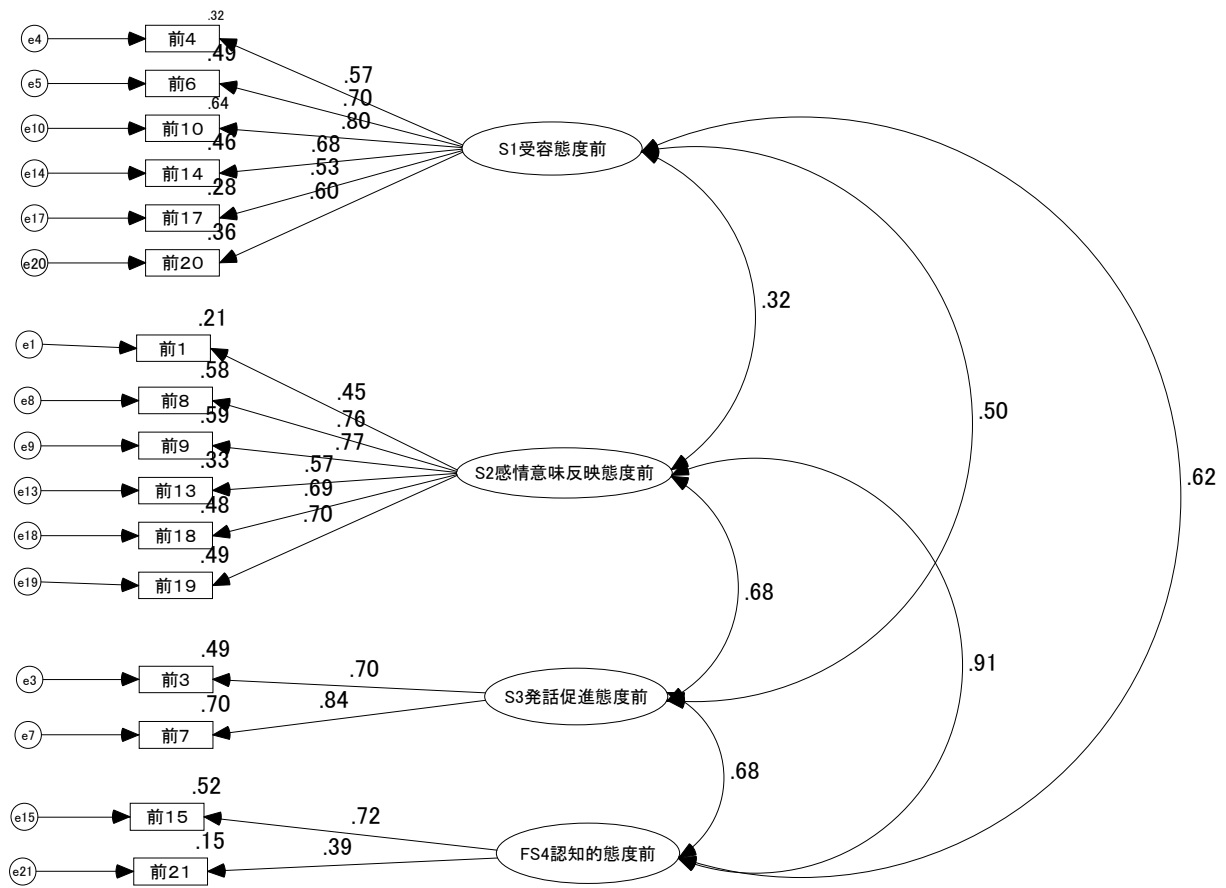 .32
e4
前4
.49
.57
e5
前6
.70
.64
.80
e10
前10
.46
.68
S1受容態度前
e14
前14
.53
.28
.60
e17
前17
.36
e20
前20
.32
.21
e1
前1
.58
.45
e8
前8
.76
.50
.59
.77
e9
前9
.33
.57
S2感情意味反映態度前
.62
e13
前13
.69
.48
.70
e18
前18
.49
e19
前19
.68
.49
e3
前3
.70
.91
S3発話促進態度前
.70
.84
e7
前7
.68
.52
e15
前15
.72
.15
.39
FS4認知的態度前
e21
前21